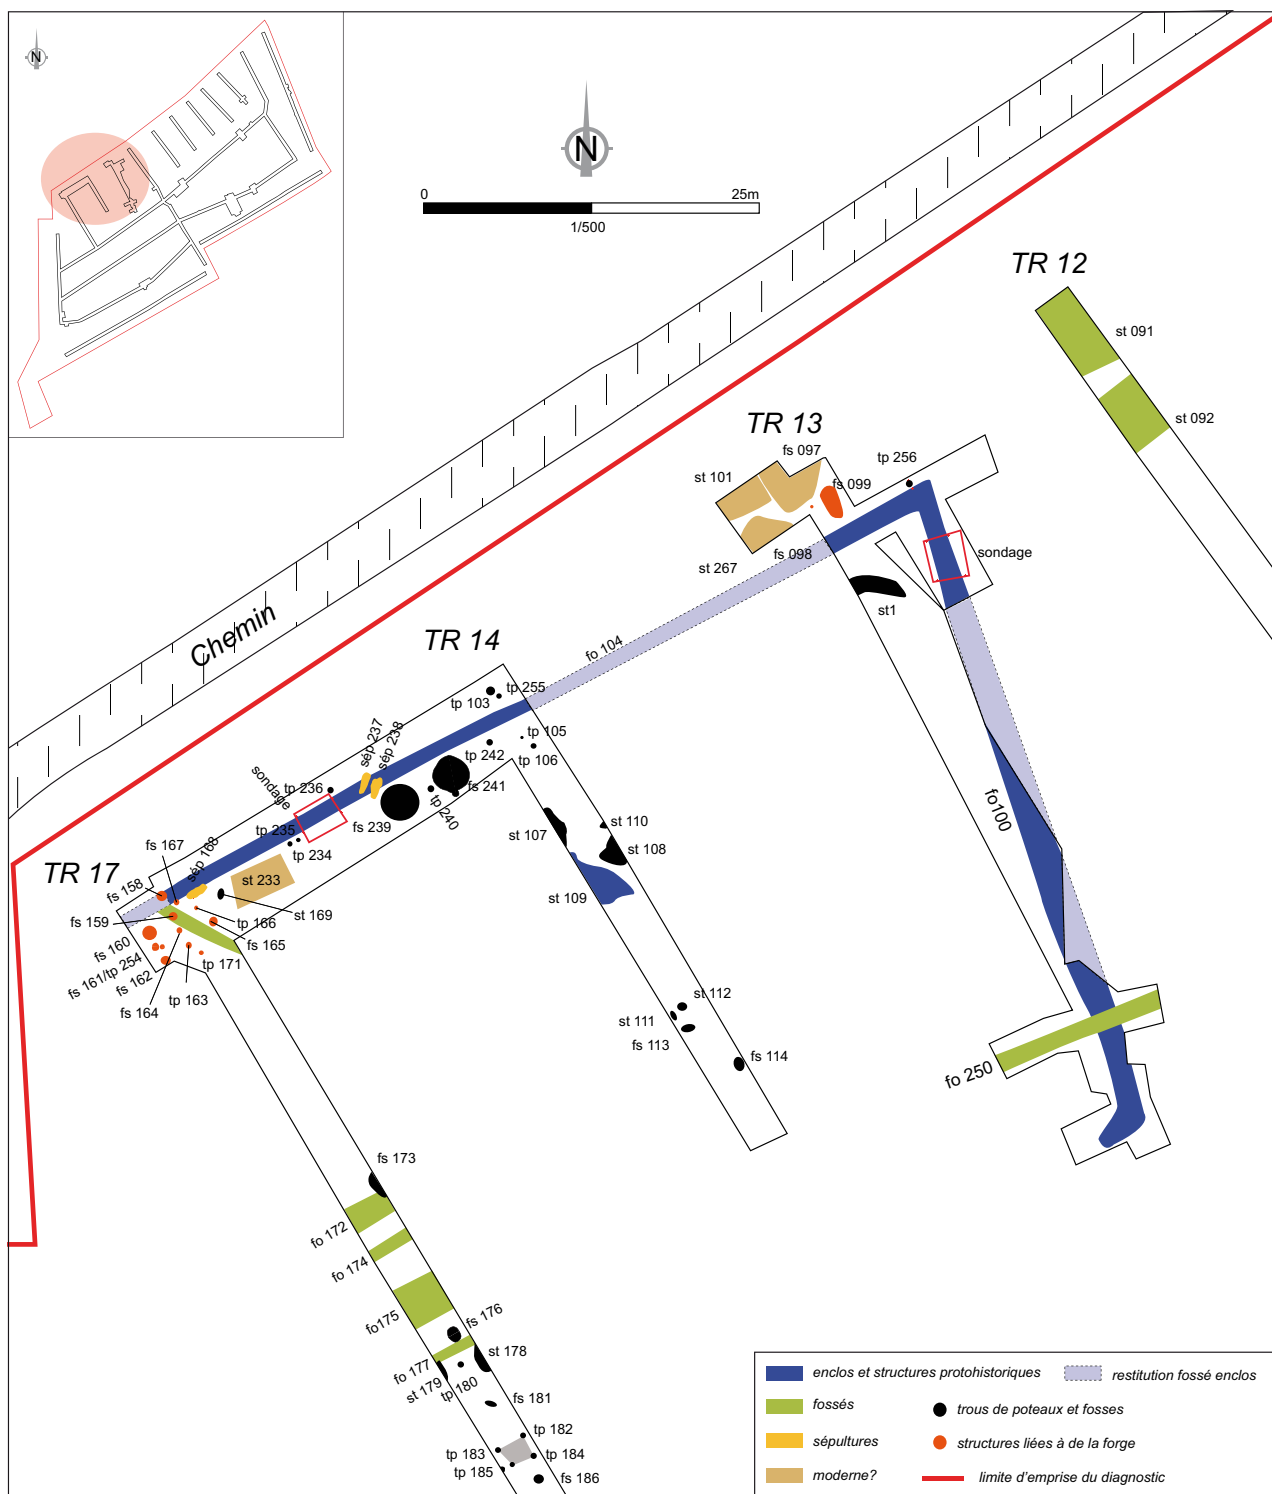 N
N
0
25m
1/500
TR 12
st 091
st 092
TR 13
fs 097
st 101
tp 256
fs 099
sondage
fs 098
st 267
st1
Chemin
TR 14
fo 104
tp 255
tp 103
sép 237
sép 238
tp 105
tp 242
tp 106
sondage
tp 236
fs 241
tp 240
fs 239
tp 235
tp 234
st 110
st 107
st 108
fo100
fs 167
sép 168
TR 17
fs 158
st 233
st 109
st 169
fs 159
tp 166
fs 165
fs 160
tp 171
fs 161/tp 254
fs 162
tp 163
fs 164
st 112
st 111
fs 113
fs 114
fo 250
fs 173
fo 172
fo 174
fo175
fs 176
st 178
fo 177
st 179
tp 180
fs 181
tp 182
tp 183
tp 184
tp 185
fs 186
enclos et structures protohistoriques
restitution fossé enclos
fossés
trous de poteaux et fosses
sépultures
structures liées à de la forge
moderne?
limite d'emprise du diagnostic